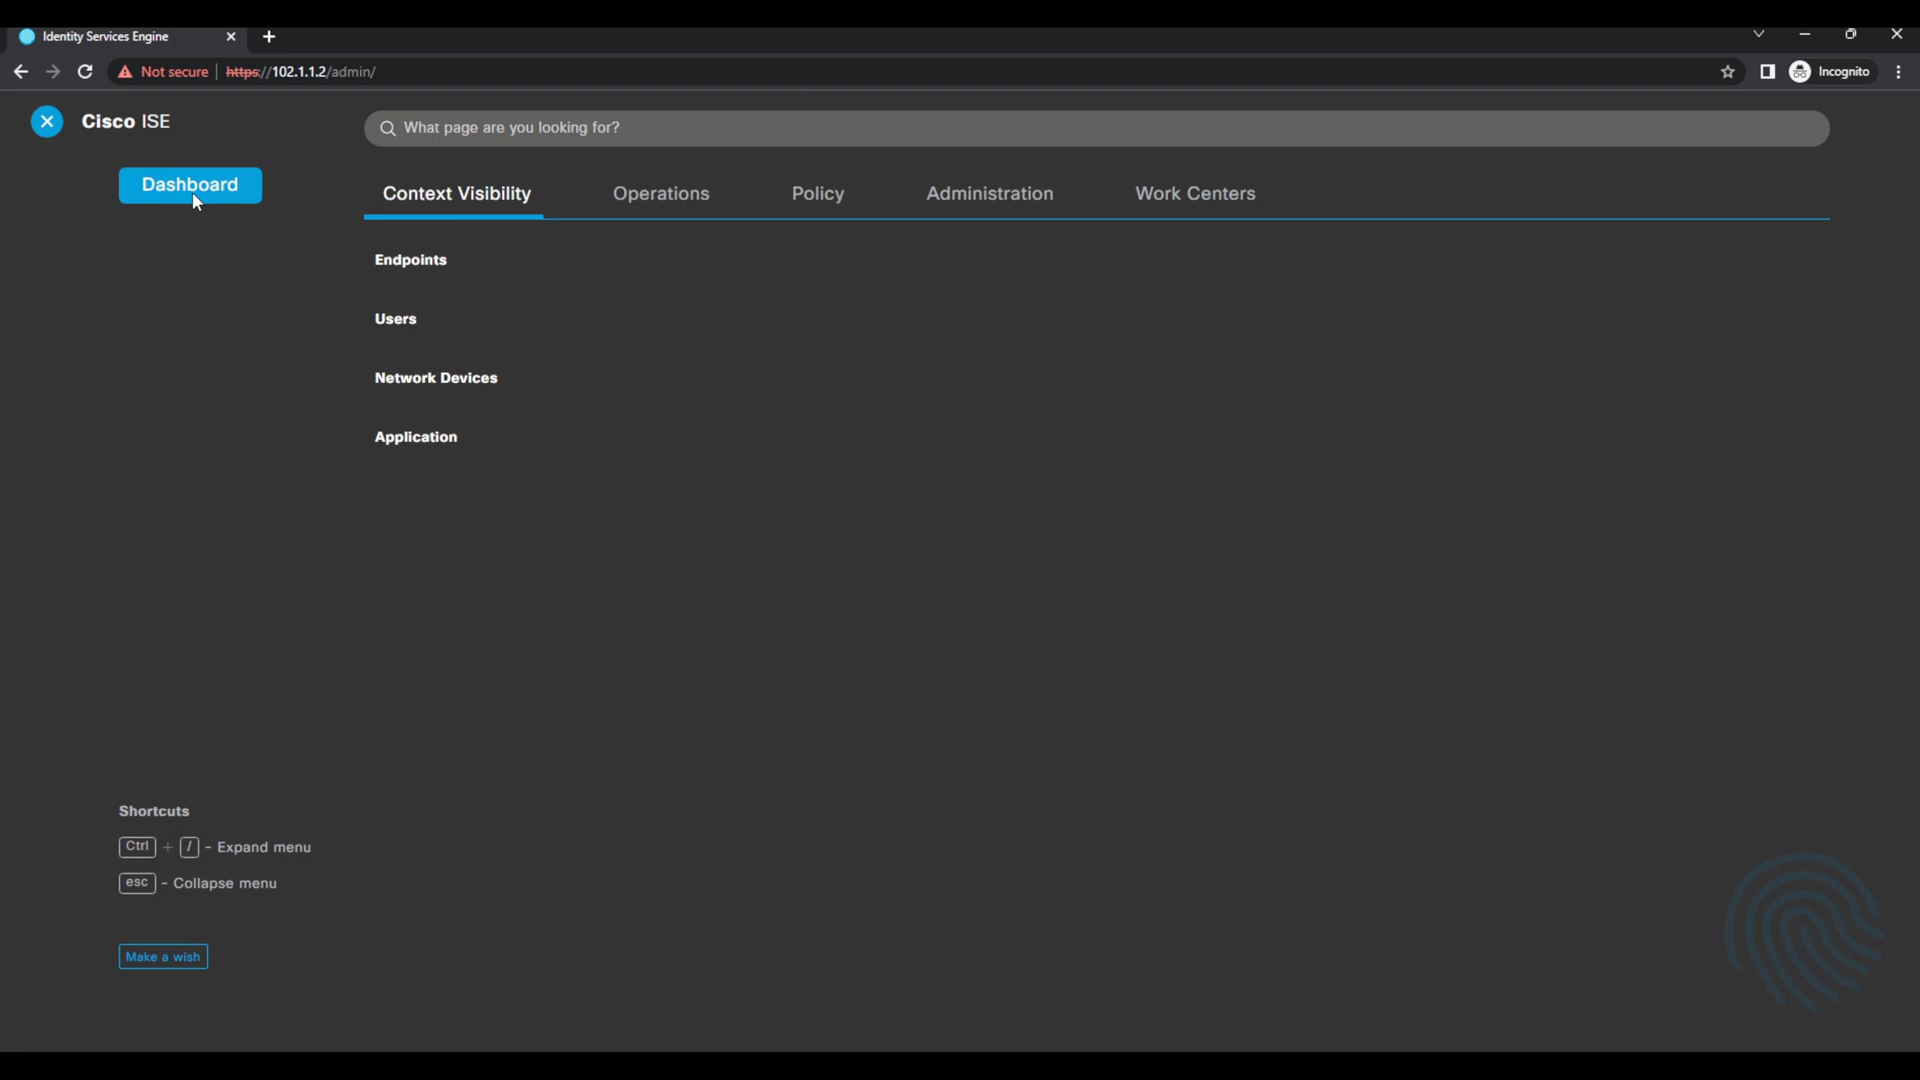 Identity Services Engine
Not secure https://102.1.1.2/admin/
Incognito
Cisco ISE
What page are you looking for?
Dashboard
Context Visibility
Operations
Policy
Administration
Work Centers
Endpoints
Users
Network Devices
Application
Shortcuts
Ctrl + / - Expand menu
esc - Collapse menu
Make a wish